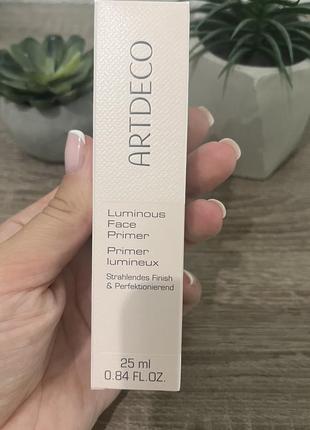 ARTDECO
Luminous
Face
Primer
Primer
lumineux
Strahlendes Finish
& Perfektionierend
25 ml
0.84 FL.OZ.